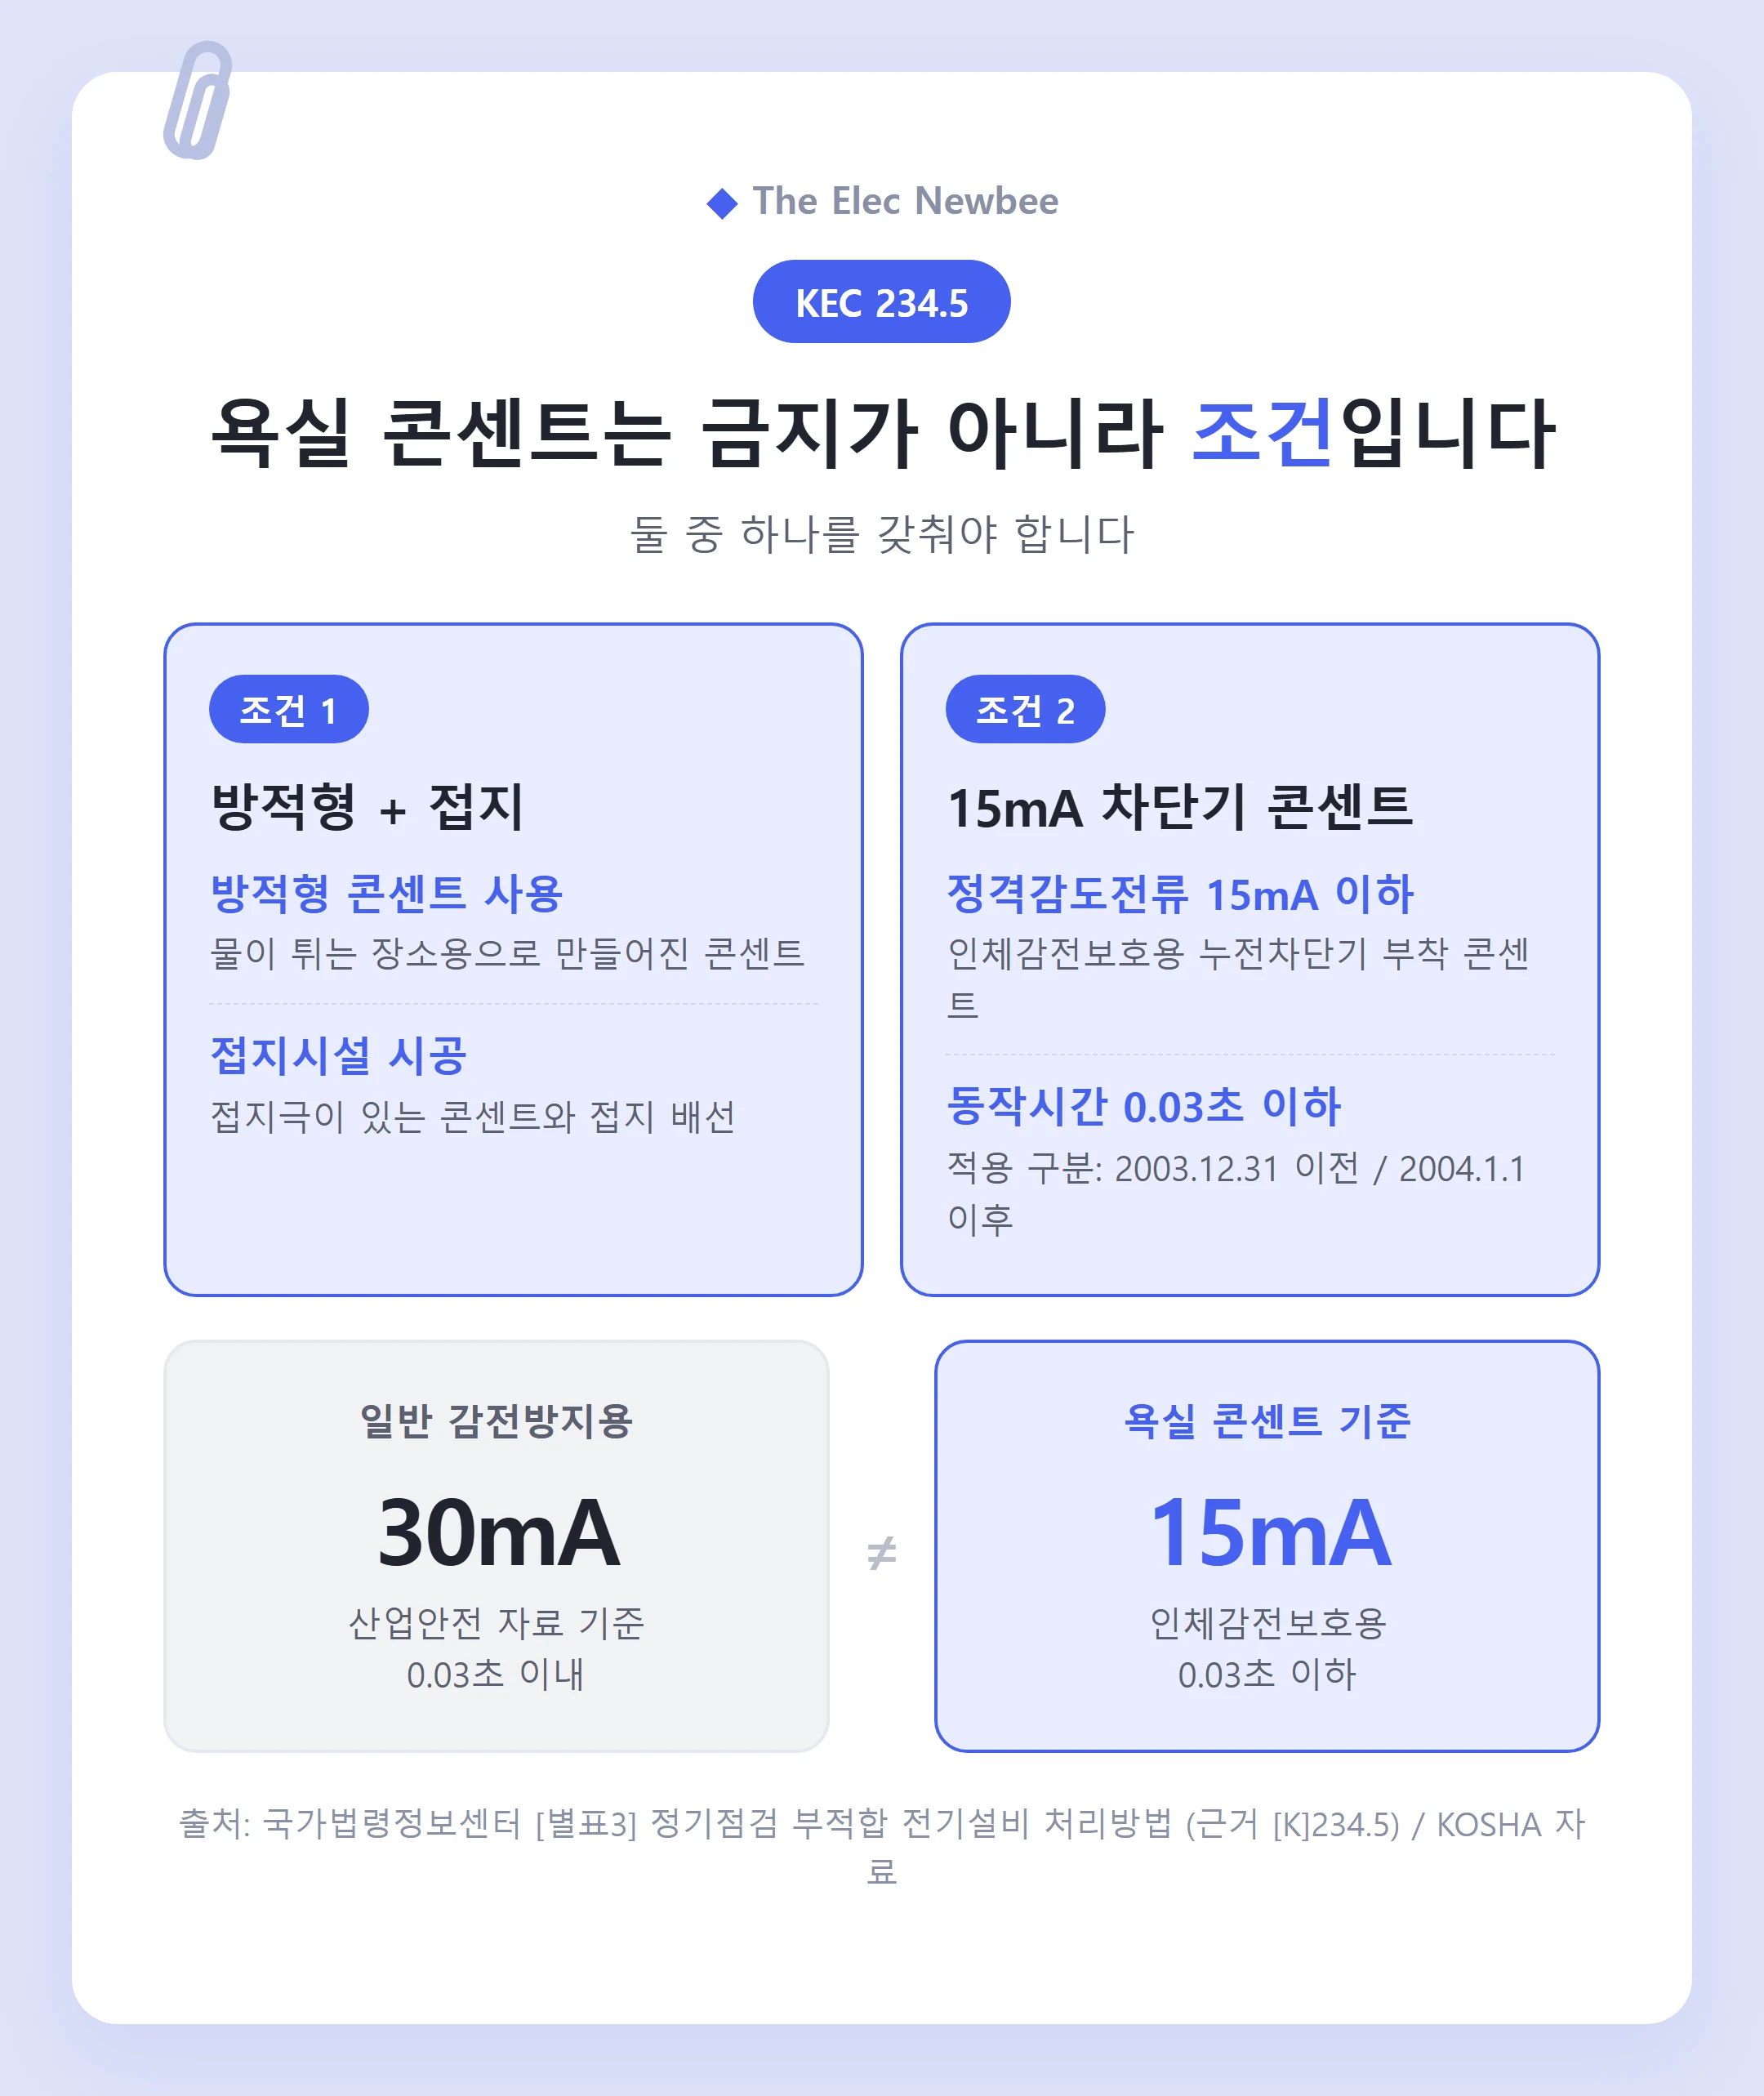 The Elec Newbee
KEC 234.5
욕실 콘센트는 금지가 아니라 조건입니다
둘 중 하나를 갖춰야 합니다
조건 1
방적형 + 접지
방적형 콘센트 사용
물이 튀는 장소용으로 만들어진 콘센트
접지시설 시공
접지극이 있는 콘센트와 접지 배선
조건 2
15mA 차단기 콘센트
정격감도전류 15mA 이하
인체감전보호용 누전차단기 부착 콘센
트
동작시간 0.03초 이하
적용 구분: 2003.12.31 이전 / 2004.1.1
이후
일반 감전방지용
30mA
산업안전 자료 기준
0.03초 이내
≠
욕실 콘센트 기준
15mA
인체감전보호용
0.03초 이하
출처: 국가법령정보센터 [별표3] 정기점검 부적합 전기설비 처리방법 (근거 [K]234.5) / KOSHA 자
료